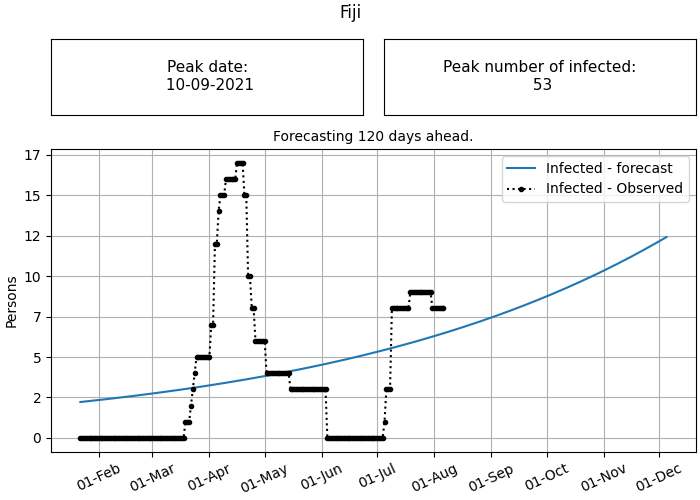 Fiji
Peak date:
10-09-2021
Peak number of infected:
53
Forecasting 120 days ahead.
Infected - forecast
Infected - Observed
Persons
17
15
12
10
7
5
2
0
01-Feb 01-Mar 01-Apr 01-May 01-Jun 01-Jul 01-Aug 01-Sep 01-Oct 01-Nov 01-Dec